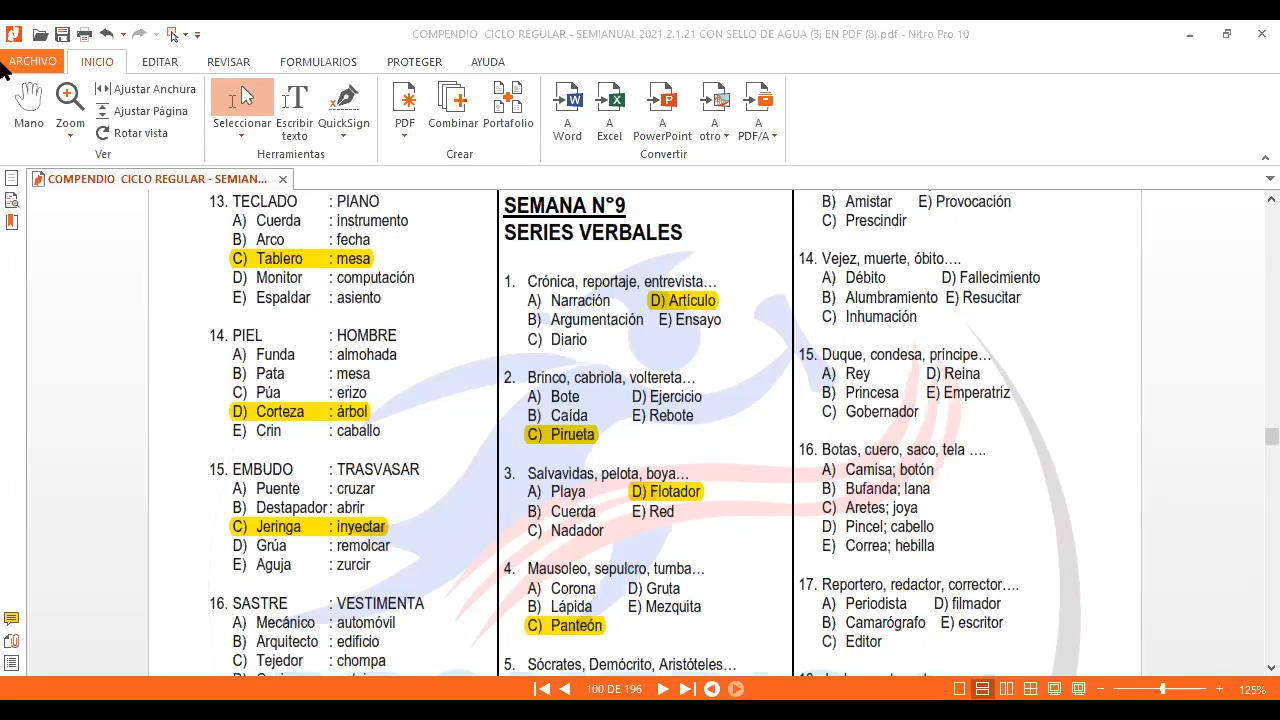 COMPENDIO CICLO REGULAR - SEMIANUAL 2021 2.1.21 CON SELLO DE AGUA (3) EN PDF (8).pdf - Nitro Pro 10
ARCHIVO INICIO EDITAR REVISAR FORMULARIOS PROTEGER AYUDA
Mano
Zoom
Ajustar Anchura
Ajustar Página
Rotar vista
Ver
Seleccionar
Escribir texto
QuickSign
Herramientas
PDF
Combinar
Portafolio
Crear
A Word
A Excel
A PowerPoint
A otro
A PDF/A
Convertir
COMPENDIO CICLO REGULAR - SEMIAN...
13. TECLADO : PIANO
A) Cuerda : instrumento
B) Arco : fecha
C) Tablero : mesa
D) Monitor : computación
E) Espaldar : asiento
14. PIEL : HOMBRE
A) Funda : almohada
B) Pata : mesa
C) Púa : erizo
D) Corteza : árbol
E) Crin : caballo
15. EMBUDO : TRASVASAR
A) Puente : cruzar
B) Destapador : abrir
C) Jeringa : inyectar
D) Grúa : remolcar
E) Aguja : zurcir
16. SASTRE : VESTIMENTA
A) Mecánico : automóvil
B) Arquitecto : edificio
C) Tejedor : chompa
SEMANA N°9
SERIES VERBALES
1. Crónica, reportaje, entrevista…
A) Narración D) Artículo
B) Argumentación E) Ensayo
C) Diario
2. Brinco, cabriola, voltereta…
A) Bote D) Ejercicio
B) Caída E) Rebote
C) Pirueta
3. Salvavidas, pelota, boya…
A) Playa D) Flotador
B) Cuerda E) Red
C) Nadador
4. Mausoleo, sepulcro, tumba…
A) Corona D) Gruta
B) Lápida E) Mezquita
C) Panteón
5. Sócrates, Demócrito, Aristóteles…
B) Amistar E) Provocación
C) Prescindir
14. Vejez, muerte, óbito….
A) Débito D) Fallecimiento
B) Alumbramiento E) Resucitar
C) Inhumación
15. Duque, condesa, príncipe…
A) Rey D) Reina
B) Princesa E) Emperatriz
C) Gobernador
16. Botas, cuero, saco, tela ….
A) Camisa; botón
B) Bufanda; lana
C) Aretes; joya
D) Pincel; cabello
E) Correa; hebilla
17. Reportero, redactor, corrector….
A) Periodista D) filmador
B) Camarógrafo E) escritor
C) Editor
100 DE 196
125%